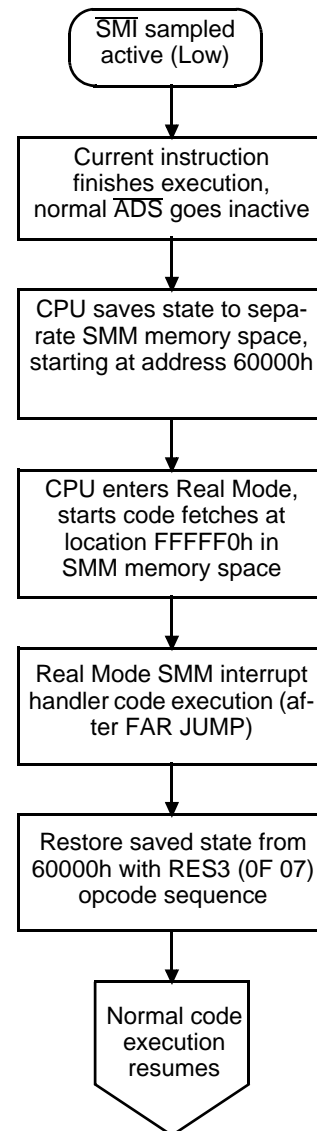 S̅M̅I̅ sampled
active (Low)
Current instruction
finishes execution,
normal A̅D̅S̅ goes inactive
CPU saves state to sepa-
rate SMM memory space,
starting at address 60000h
CPU enters Real Mode,
starts code fetches at
location FFFFF0h in
SMM memory space
Real Mode SMM interrupt
handler code execution (af-
ter FAR JUMP)
Restore saved state from
60000h with RES3 (0F 07)
opcode sequence
Normal code
execution
resumes